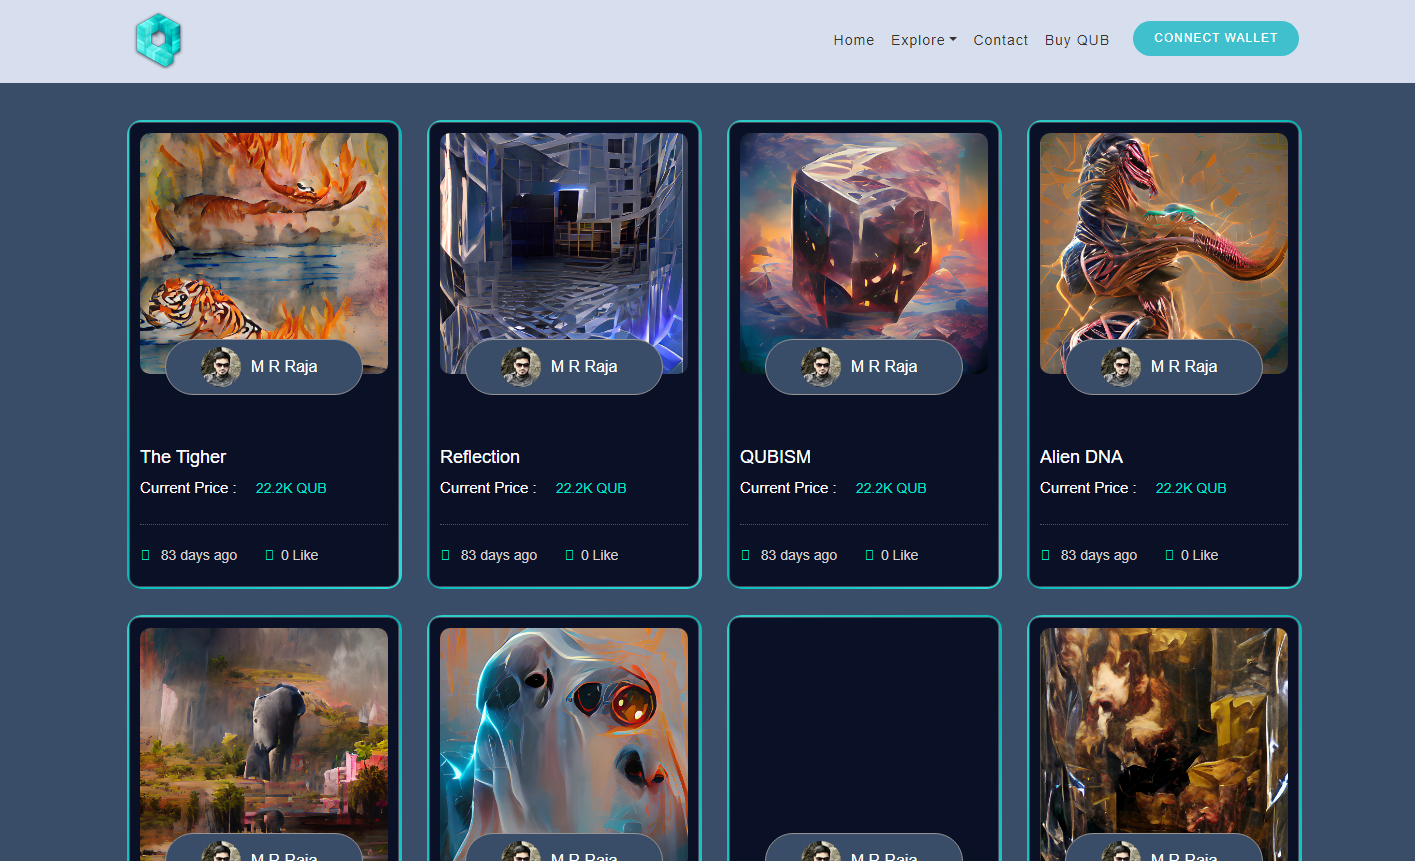 Home Explore Contact Buy QUB CONNECT WALLET
M R Raja M R Raja M R Raja M R Raja
The Tigher Reflection QUBISM Alien DNA
Current Price : 22.2K QUB Current Price : 22.2K QUB Current Price : 22.2K QUB Current Price : 22.2K QUB
83 days ago 0 Like 83 days ago 0 Like 83 days ago 0 Like 83 days ago 0 Like
M R Raja M R Raja M R Raja M R Raja